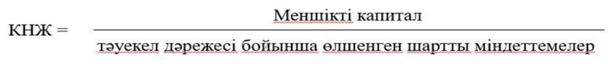 Меншікті капитал
КНЖ =
тәуекел дәрежесі бойынша өлшенген шартты міндеттемелер